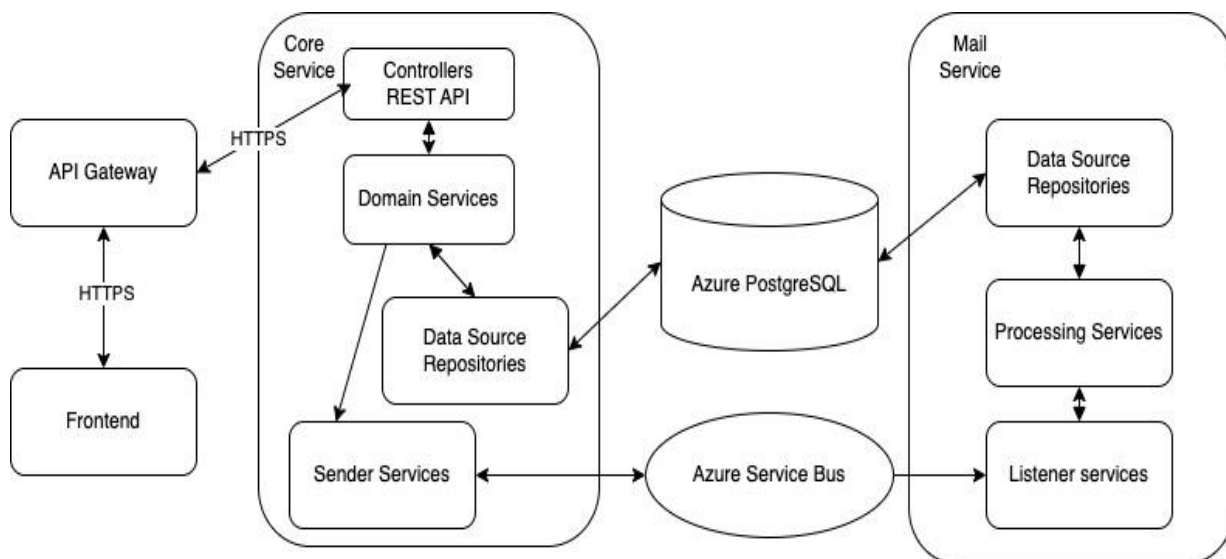 Core
Service
Controllers
REST API
Mail
Service
HTTPS
API Gateway
Domain Services
Data Source
Repositories
Azure PostgreSQL
HTTPS
Data Source
Repositories
Processing Services
Frontend
Sender Services
Azure Service Bus
Listener services